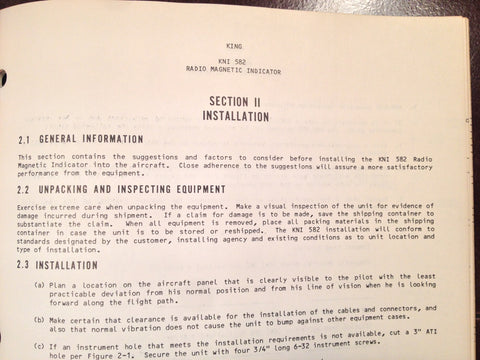 KING
KNI 582
RADIO MAGNETIC INDICATOR
SECTION II
INSTALLATION
2.1 GENERAL INFORMATION
This section contains the suggestions and factors to consider before installing the KNI 582 Radio
Magnetic Indicator into the aircraft. Close adherence to the suggestions will assure a more satisfactory
performance from the equipment.
2.2 UNPACKING AND INSPECTING EQUIPMENT
Exercise extreme care when unpacking the equipment. Make a visual inspection of the unit for evidence of
damage incurred during shipment. If a claim for damage is to be made, save the shipping container to
substantiate the claim. When all equipment is removed, place all packing materials in the shipping
container in case the unit is to be stored or reshipped. The KNI 582 installation will conform to
standards designated by the customer, installing agency and existing conditions as to unit location and
type of installation.
2.3 INSTALLATION
(a) Plan a location on the aircraft panel that is clearly visible to the pilot with the least
practicable deviation from his normal position and from his line of vision when he is looking
forward along the flight path.
(b) Make certain that clearance is available for the installation of the cables and connectors, and
also that normal vibration does not cause the unit to bump against other equipment cases.
(c) If an instrument hole that meets the installation requirements is not available, cut a 3" ATI
hole per Figure 2-1. Secure the unit with four 3/4" long 6-32 instrument screws.